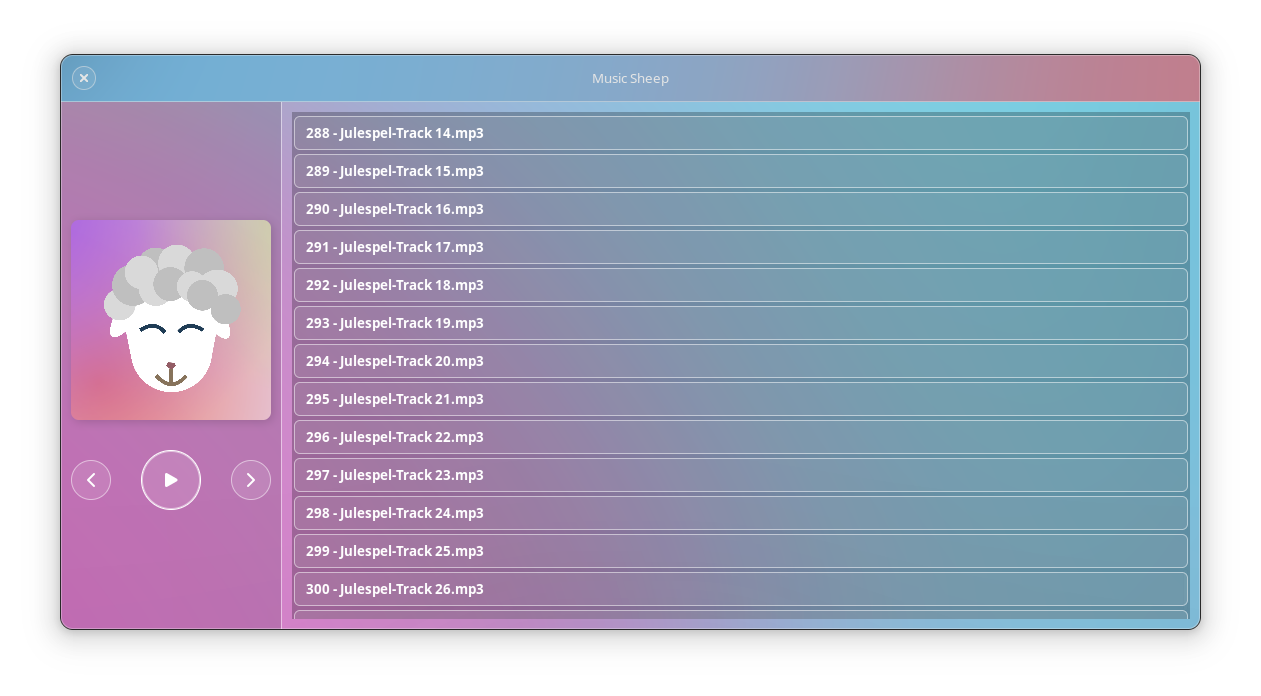 Music Sheep
288 - Julespel-Track 14.mp3
289 - Julespel-Track 15.mp3
290 - Julespel-Track 16.mp3
291 - Julespel-Track 17.mp3
292 - Julespel-Track 18.mp3
293 - Julespel-Track 19.mp3
294 - Julespel-Track 20.mp3
295 - Julespel-Track 21.mp3
296 - Julespel-Track 22.mp3
297 - Julespel-Track 23.mp3
298 - Julespel-Track 24.mp3
299 - Julespel-Track 25.mp3
300 - Julespel-Track 26.mp3